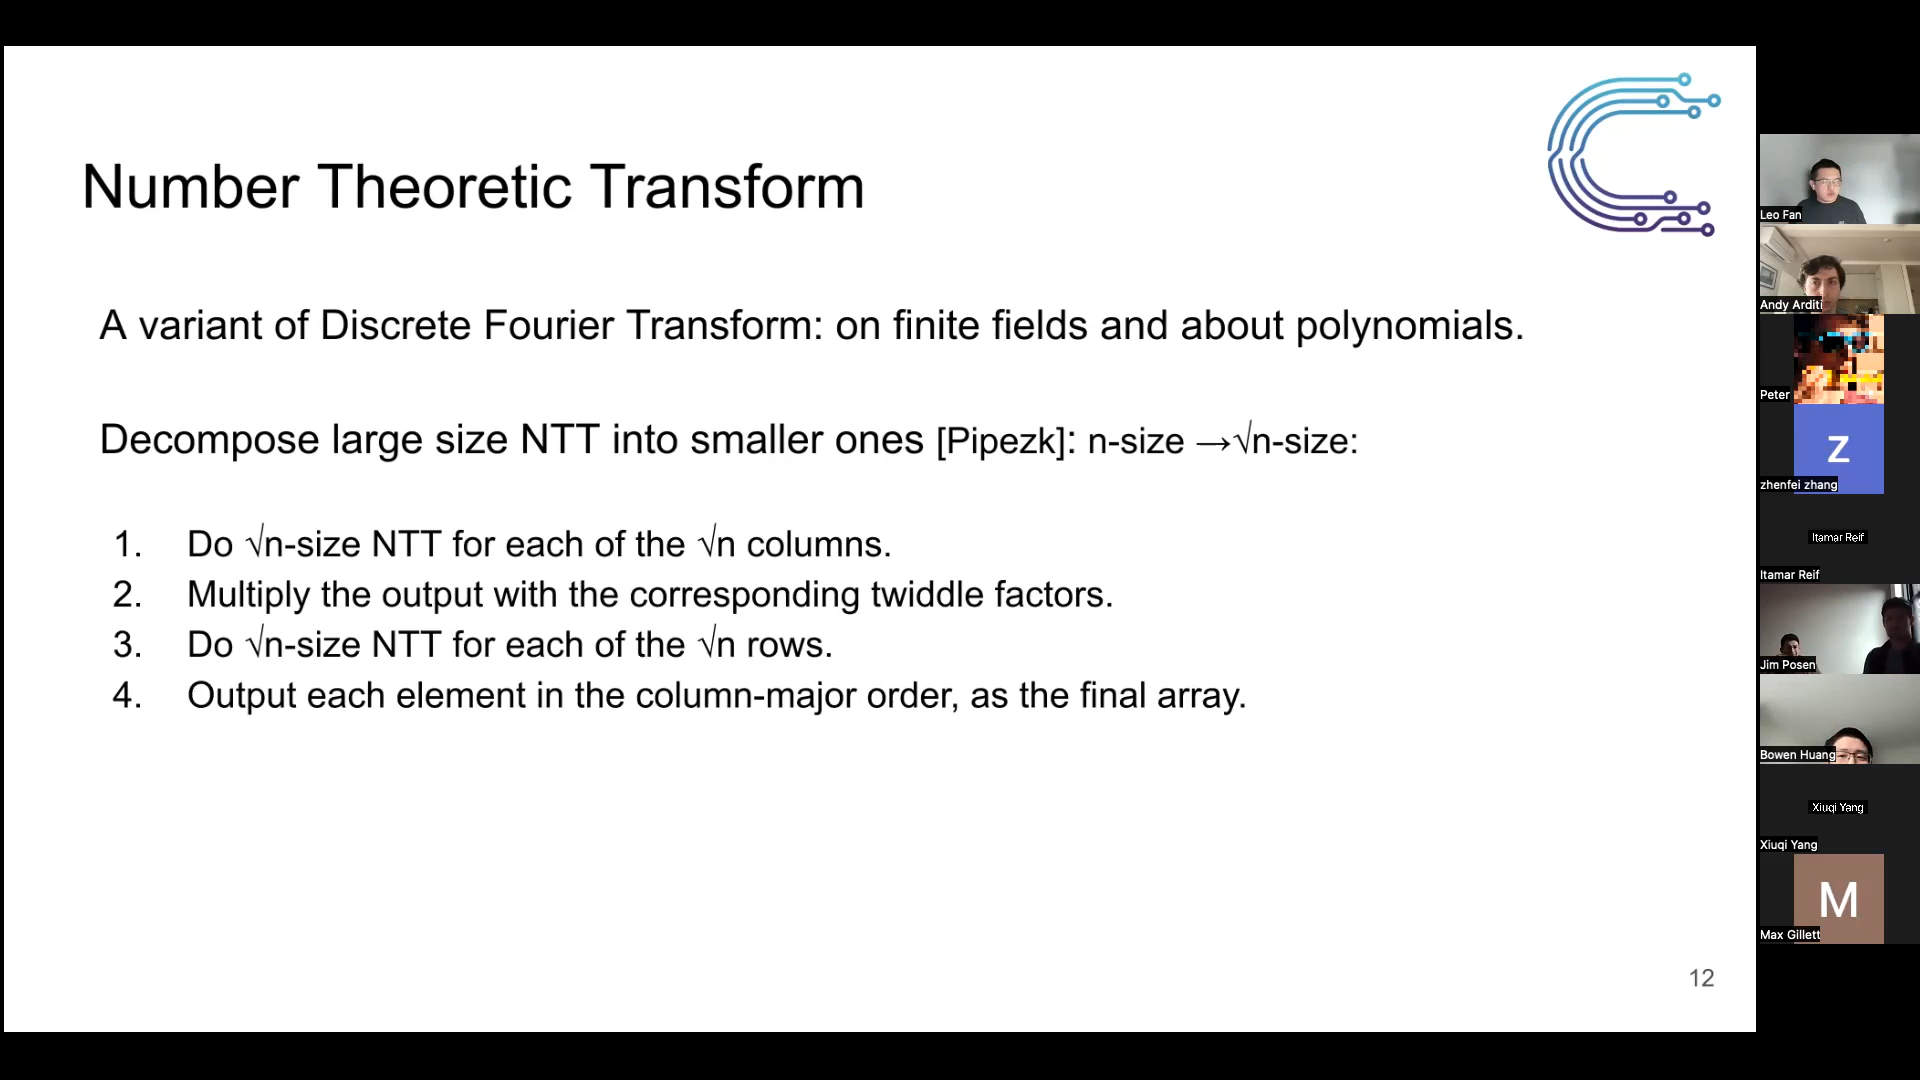 Number Theoretic Transform
A variant of Discrete Fourier Transform: on finite fields and about polynomials.
Decompose large size NTT into smaller ones [Pipezk]: n-size →√n-size:
1. Do √n-size NTT for each of the √n columns.
2. Multiply the output with the corresponding twiddle factors.
3. Do √n-size NTT for each of the √n rows.
4. Output each element in the column-major order, as the final array.
12
Leo Fan
Andy Arditi
Peter
Z
zhenfei zhang
Itamar Reif
Itamar Reif
Jim Posen
Bowen Huang
Xiuqi Yang
Xiuqi Yang
M
Max Gillett